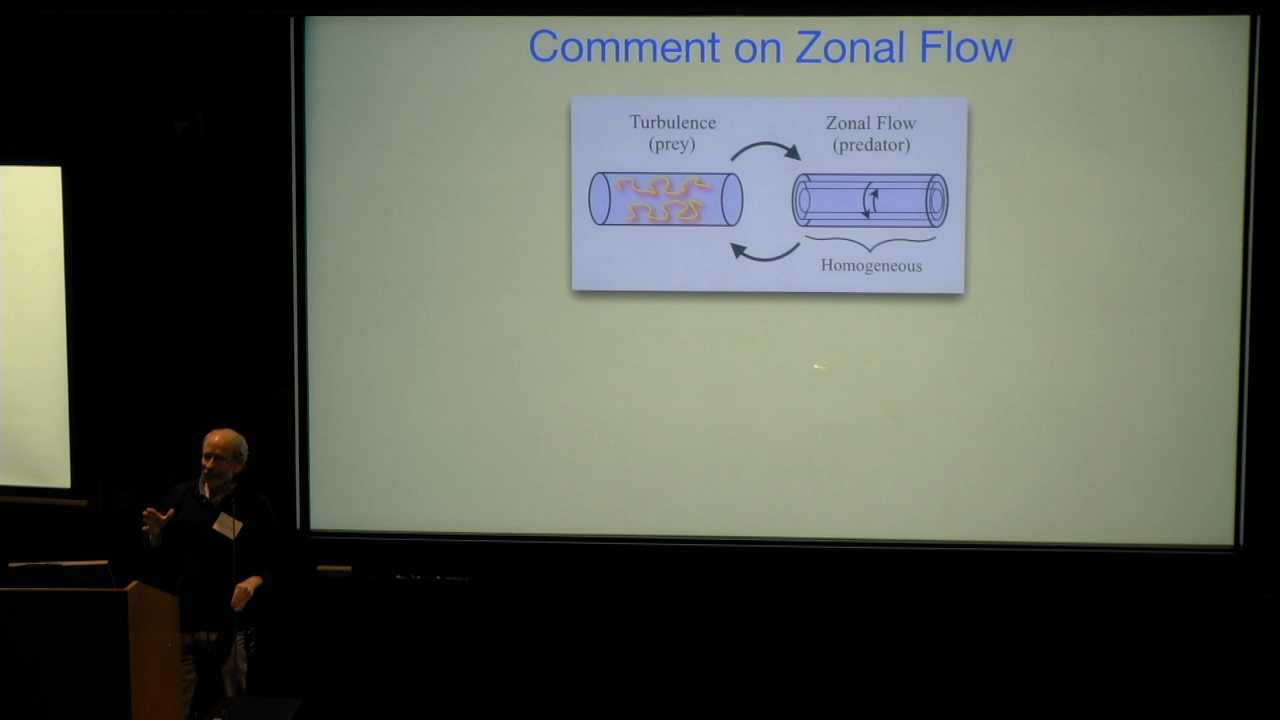 Comment on Zonal Flow
Turbulence
(prey)
Zonal Flow
(predator)
Homogeneous